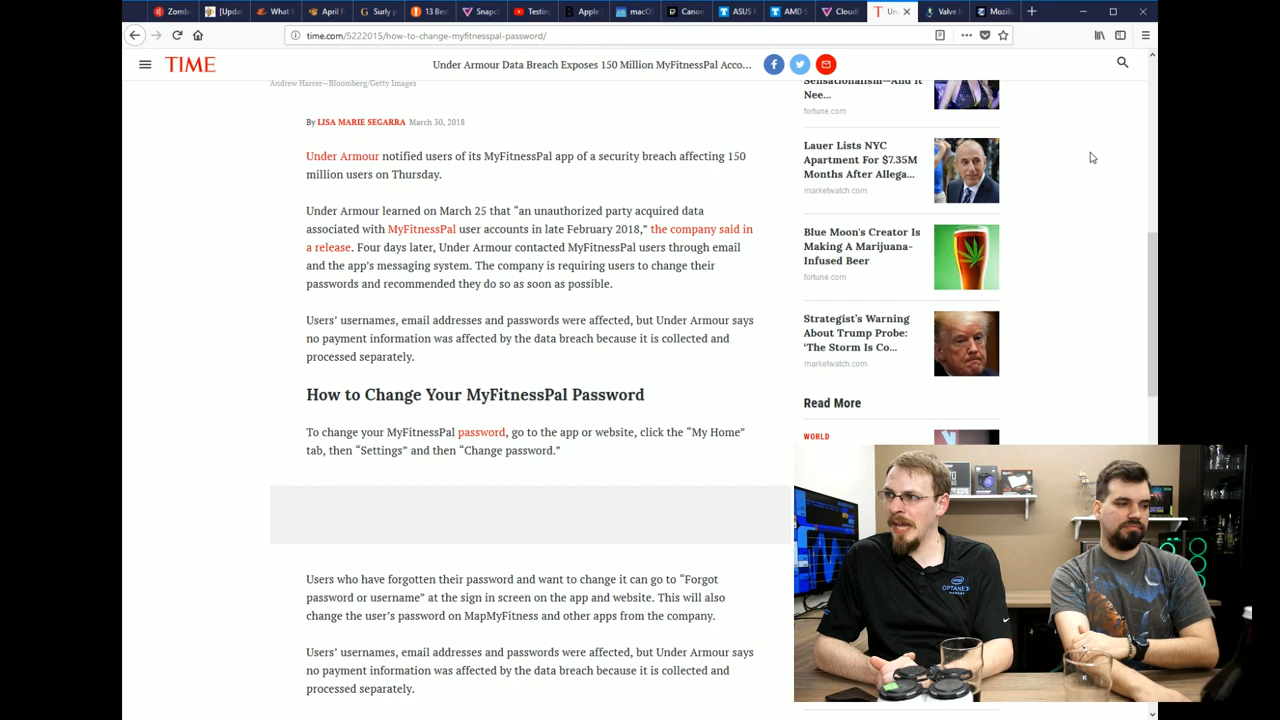 Zomb
[Updat
What'
April F
Surly p
13 Be
Snapc
Testin
Apple
macO
Canon
ASUS
AMD S
Cloudf
Un
Valve
Mozill
time.com/5222015/how-to-change-myfitnesspal-password/
TIME
Under Armour Data Breach Exposes 150 Million MyFitnessPal Acco...
Andrew Harrer—Bloomberg/Getty Images
By LISA MARIE SEGARRA March 30, 2018
Under Armour notified users of its MyFitnessPal app of a security breach affecting 150
million users on Thursday.
Under Armour learned on March 25 that “an unauthorized party acquired data
associated with MyFitnessPal user accounts in late February 2018,” the company said in
a release. Four days later, Under Armour contacted MyFitnessPal users through email
and the app’s messaging system. The company is requiring users to change their
passwords and recommended they do so as soon as possible.
Users’ usernames, email addresses and passwords were affected, but Under Armour says
no payment information was affected by the data breach because it is collected and
processed separately.
How to Change Your MyFitnessPal Password
To change your MyFitnessPal password, go to the app or website, click the “My Home”
tab, then “Settings” and then “Change password.”
Users who have forgotten their password and want to change it can go to “Forgot
password or username” at the sign in screen on the app and website. This will also
change the user’s password on MapMyFitness and other apps from the company.
Users’ usernames, email addresses and passwords were affected, but Under Armour says
no payment information was affected by the data breach because it is collected and
processed separately.
Sensationalism—And It
Nee...
fortune.com
Lauer Lists NYC
Apartment For $7.35M
Months After Allega...
marketwatch.com
Blue Moon's Creator Is
Making A Marijuana-
Infused Beer
fortune.com
Strategist’s Warning
About Trump Probe:
‘The Storm Is Co...
marketwatch.com
Read More
WORLD
intel
OPTANE
MEMORY